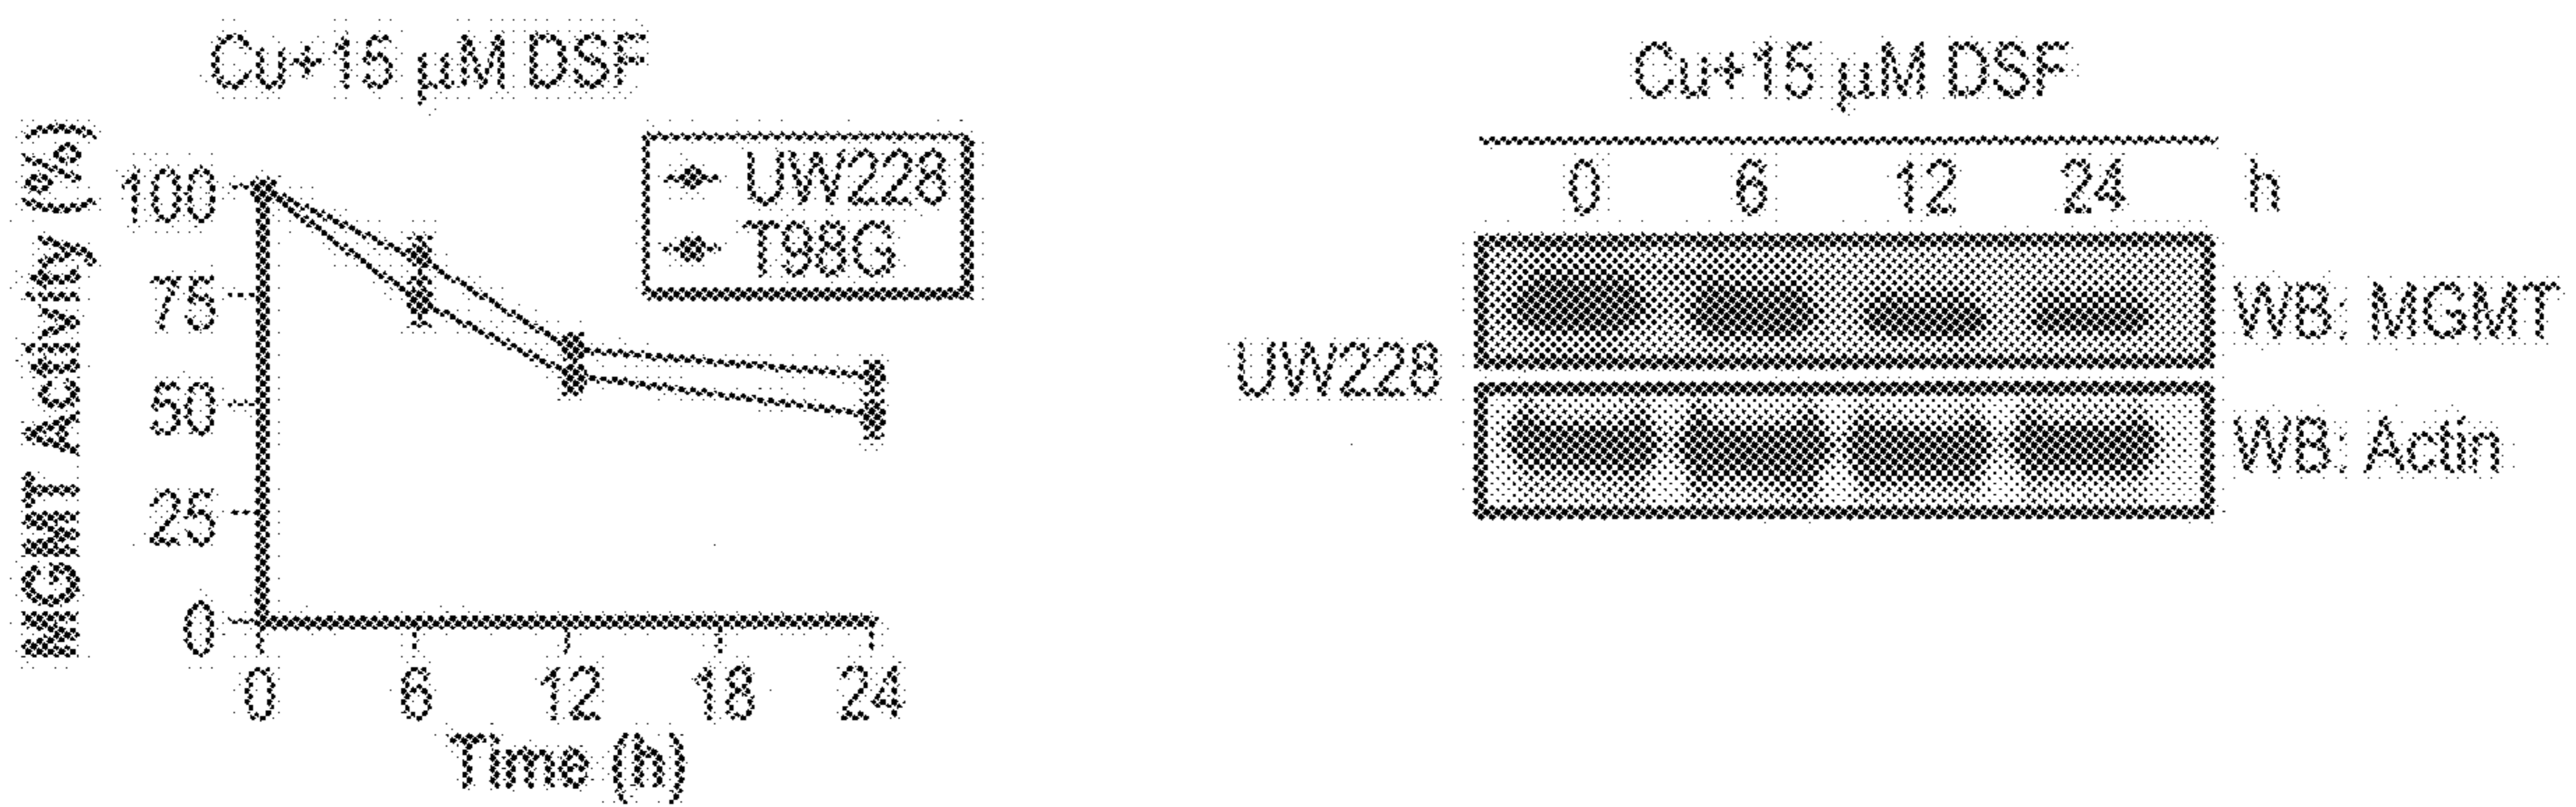 Cu+15 µM DSF
MGMT Activity (%)
100
75
50
25
0
UW228
T98G
0 6 12 18 24
Time (h)
Cu+15 µM DSF
0 6 12 24 h
UW228
WB: MGMT
WB: Actin